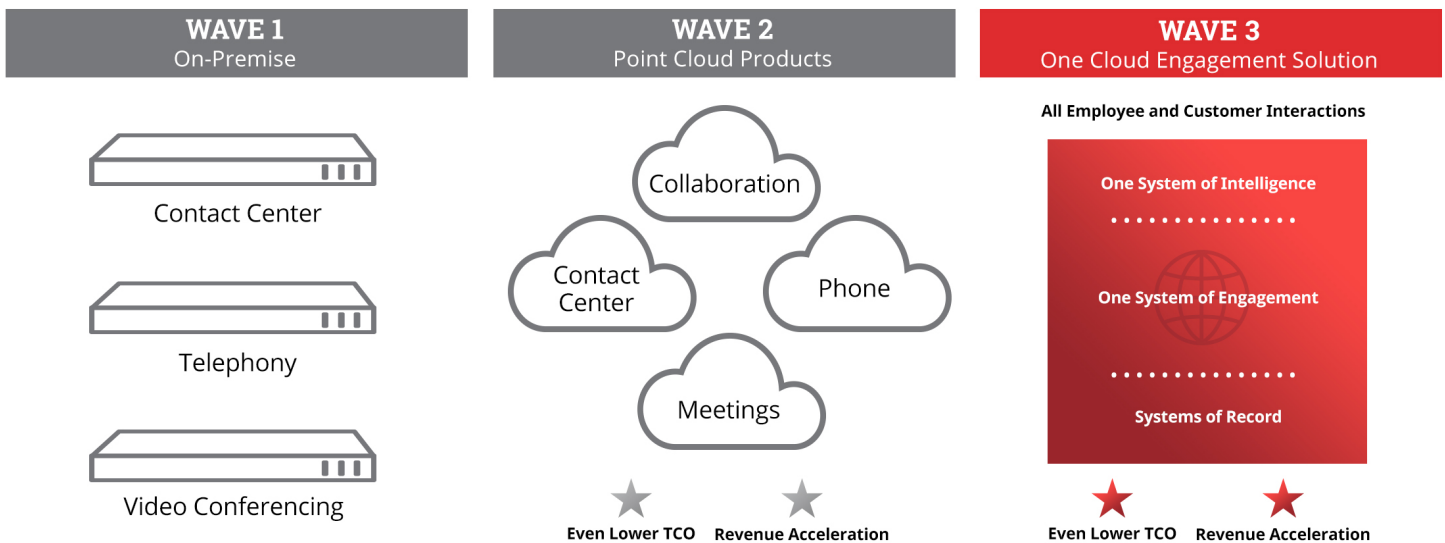 WAVE 1
On-Premise
Contact Center
Telephony
Video Conferencing
WAVE 2
Point Cloud Products
Collaboration
Contact
Center
Phone
Meetings
Even Lower TCO
Revenue Acceleration
WAVE 3
One Cloud Engagement Solution
All Employee and Customer Interactions
One System of Intelligence
One System of Engagement
Systems of Record
Even Lower TCO
Revenue Acceleration